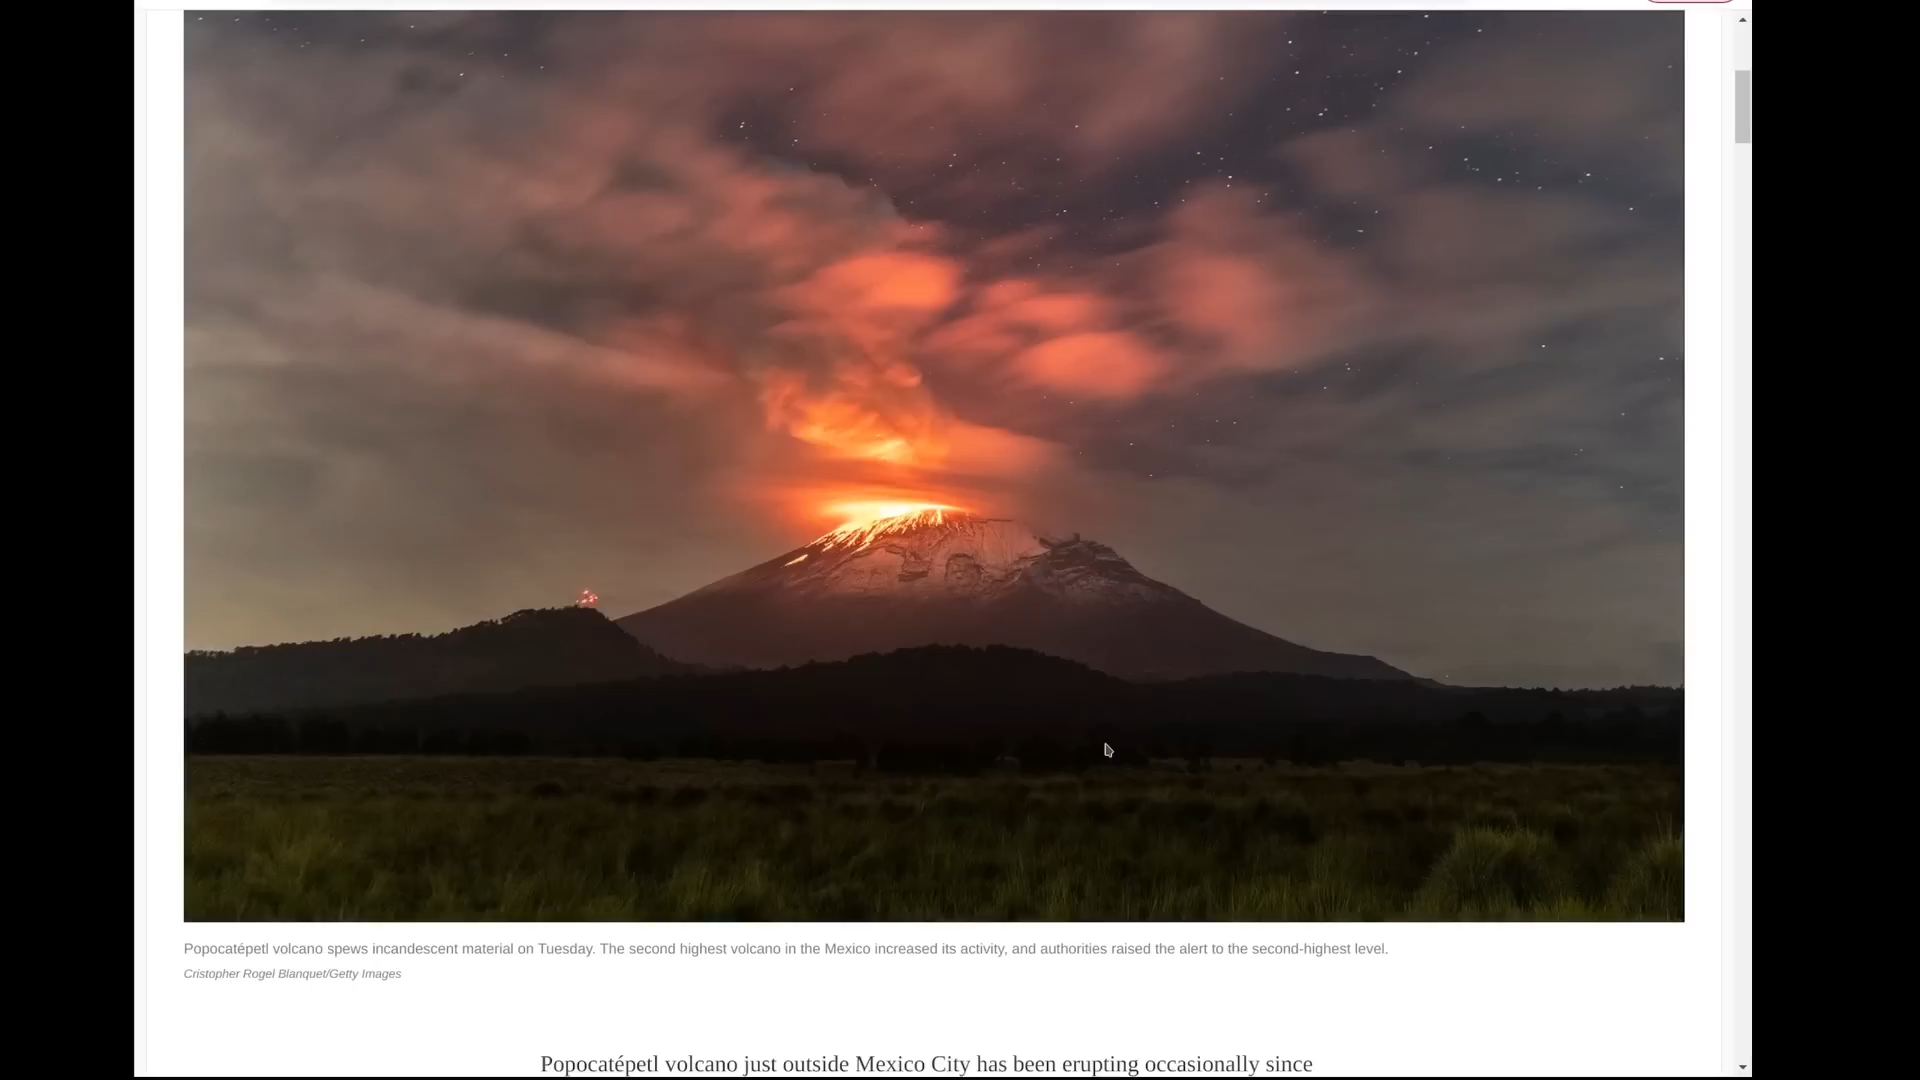 Popocatépetl volcano spews incandescent material on Tuesday. The second highest volcano in the Mexico increased its activity, and authorities raised the alert to the second-highest level.
Cristopher Rogel Blanquet/Getty Images
Popocatépetl volcano just outside Mexico City has been erupting occasionally since